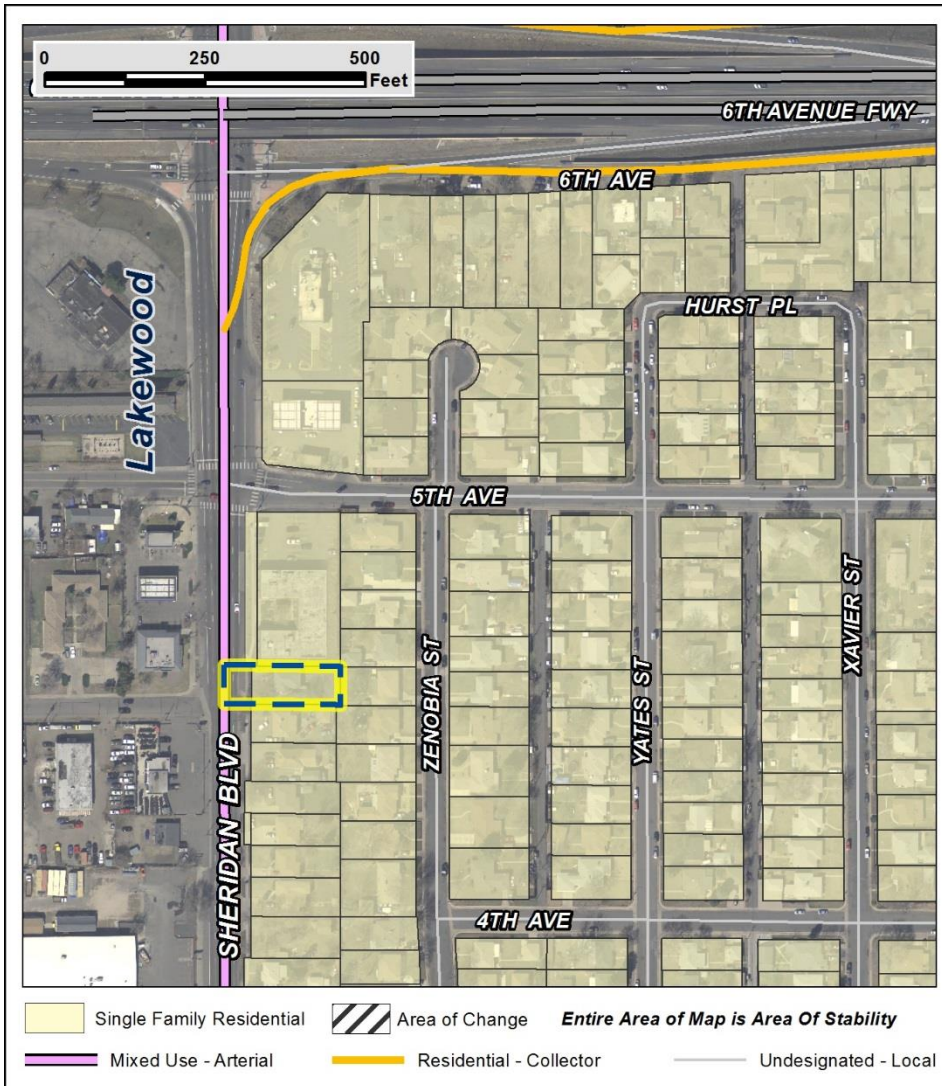 0 250 500
Feet
6TH AVENUE FWY
6TH AVE
HURST PL
Lakewood
5TH AVE
ZENOBIA ST
YATES ST
XAVIER ST
SHERIDAN BLVD
4TH AVE
Single Family Residential
Area of Change
Entire Area of Map is Area Of Stability
Mixed Use - Arterial
Residential - Collector
Undesignated - Local